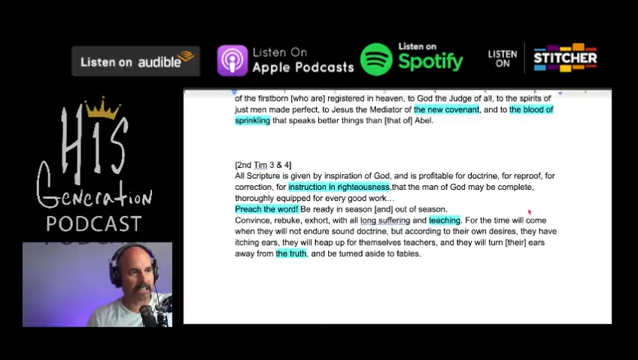 Listen on audible
Listen On
Apple Podcasts
Listen on
Spotify
LISTEN
ON
STITCHER
HIS
Generation
PODCAST
of the firstborn [who are] registered in heaven, to God the Judge of all, to the spirits of
just men made perfect, to Jesus the Mediator of the new covenant, and to the blood of
sprinkling that speaks better things than [that of] Abel.
[2nd Tim 3 & 4]
All Scripture is given by inspiration of God, and is profitable for doctrine, for reproof, for
correction, for instruction in righteousness,that the man of God may be complete,
thoroughly equipped for every good work...
Preach the word! Be ready in season [and] out of season.
Convince, rebuke, exhort, with all long suffering and teaching. For the time will come
when they will not endure sound doctrine, but according to their own desires, they have
itching ears, they will heap up for themselves teachers, and they will turn [their] ears
away from the truth, and be turned aside to fables.